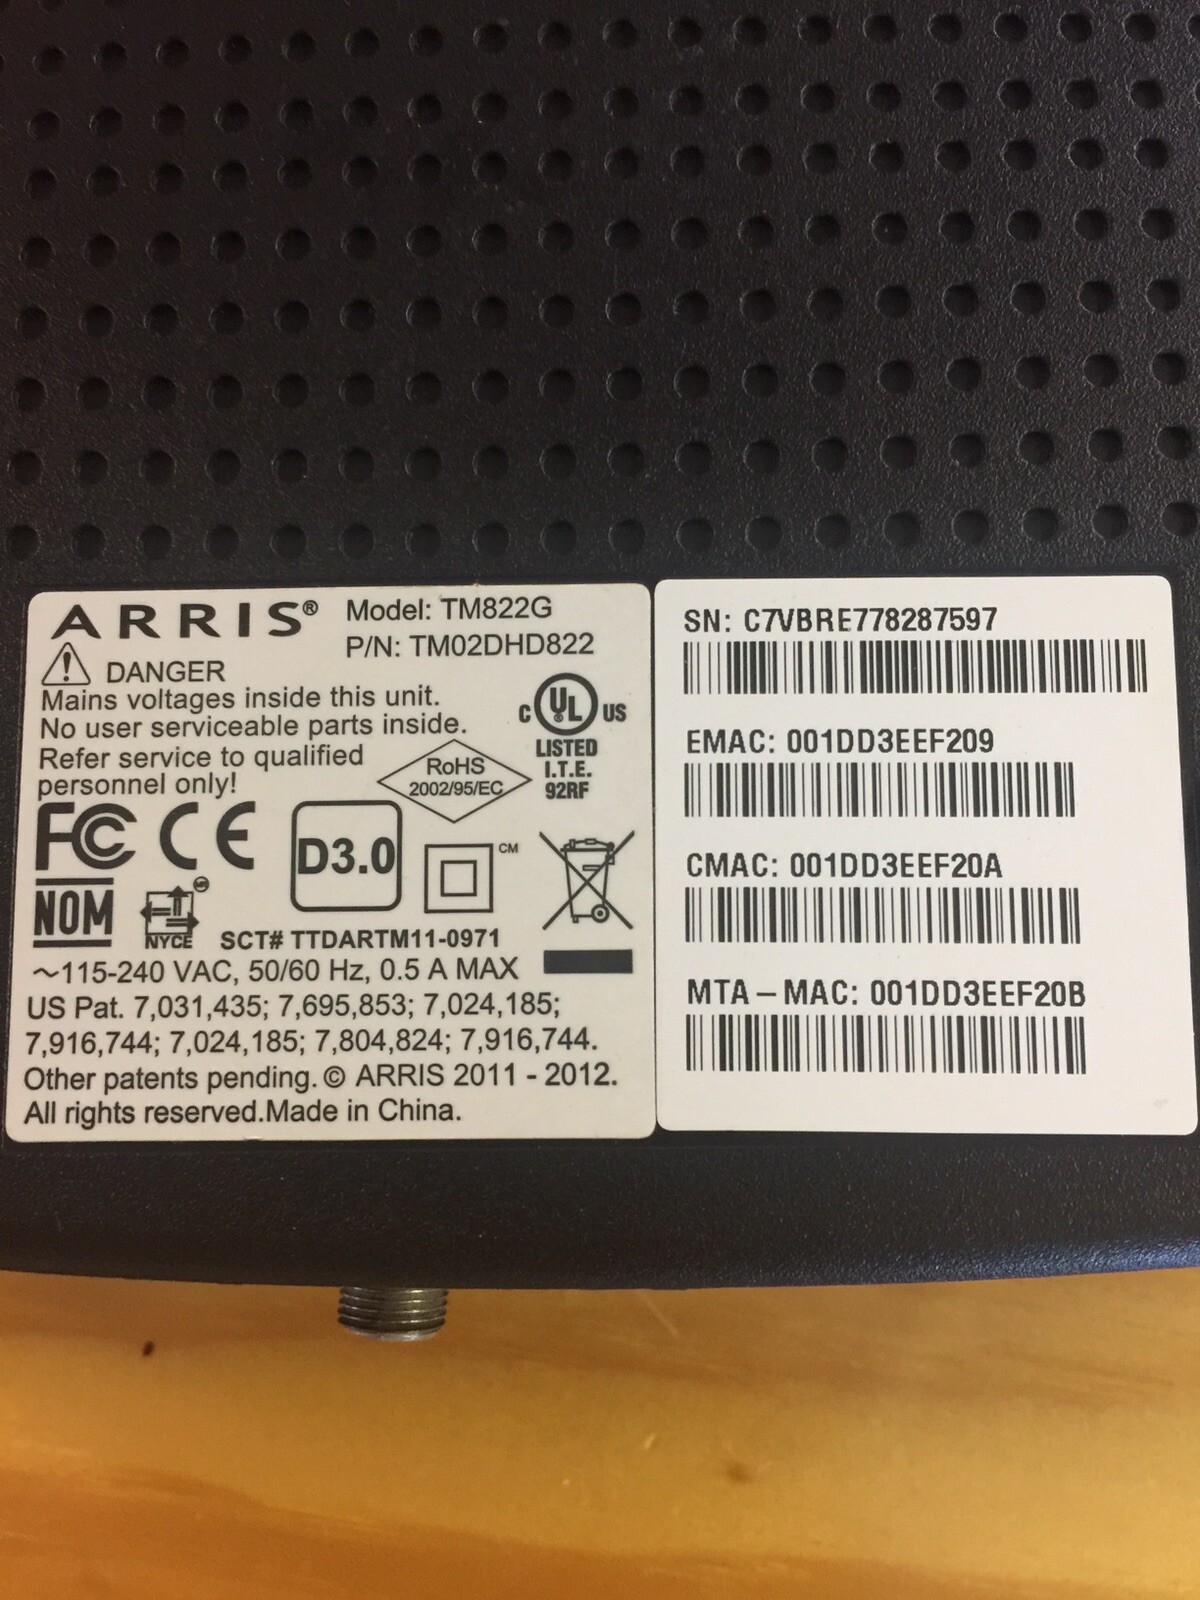 ARRIS® Model: TM822G
P/N: TM02DHD822
DANGER
Mains voltages inside this unit.
No user serviceable parts inside.
Refer service to qualified
personnel only!
C UL ® US
LISTED
I.T.E.
92RF
RoHS
2002/95/EC
FC CE D3.0 CM
NOM NYCE MR
SCT# TTDARTM11-0971
~115-240 VAC, 50/60 Hz, 0.5 A MAX
US Pat. 7,031,435; 7,695,853; 7,024,185;
7,916,744; 7,024,185; 7,804,824; 7,916,744.
Other patents pending. © ARRIS 2011 - 2012.
All rights reserved.Made in China.
SN: C7VBRE778287597
EMAC: 001DD3EEF209
CMAC: 001DD3EEF20A
MTA – MAC: 001DD3EEF20B